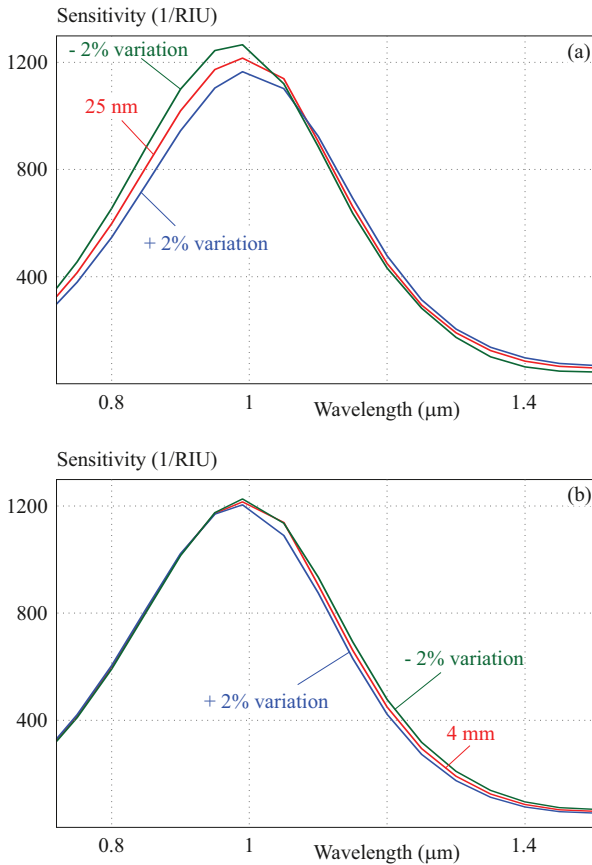 Sensitivity (1/RIU)
(a)
- 2% variation
1200
25 nm
800
+ 2% variation
400
0.8
1
Wavelength (μm)
1.4
Sensitivity (1/RIU)
(b)
1200
800
- 2% variation
+ 2% variation
400
4 mm
0.8
1
Wavelength (μm)
1.4